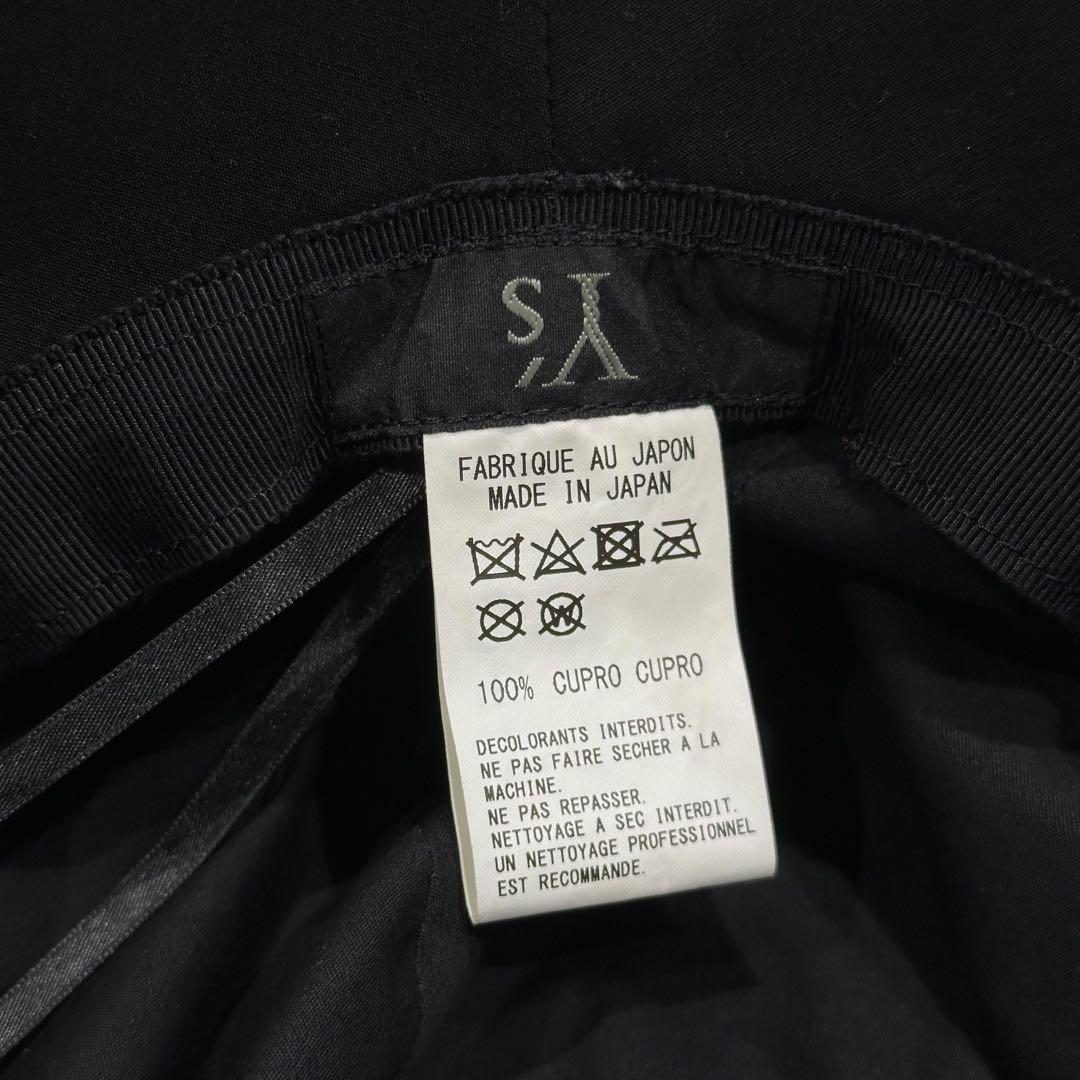 Y's
FABRIQUE AU JAPON
MADE IN JAPAN
W
100% CUPRO CUPRO
DECOLORANTS INTERDITS.
NE PAS FAIRE SECHER A LA
MACHINE.
NE PAS REPASSER.
NETTOYAGE A SEC INTERDIT.
UN NETTOYAGE PROFESSIONNEL
EST RECOMMANDE.